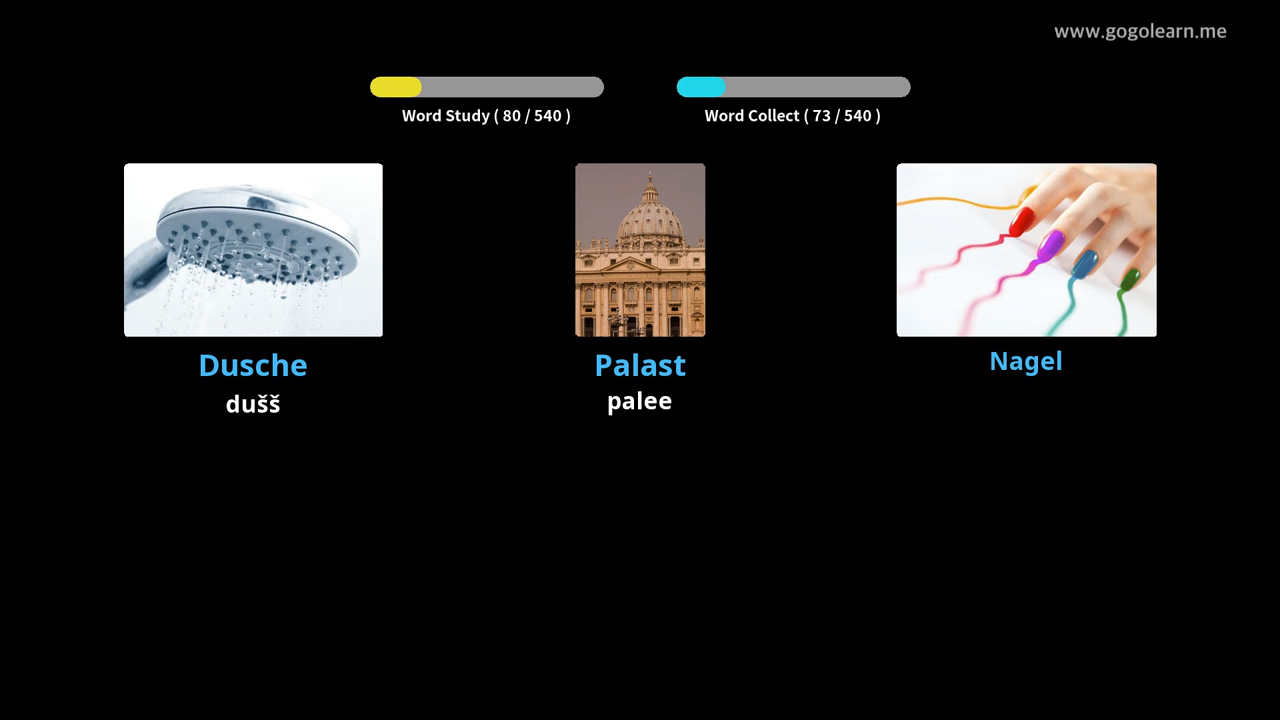 www.gogolearn.me
Word Study ( 80 / 540 )
Word Collect ( 73 / 540 )
Dusche
dušš
Palast
palee
Nagel